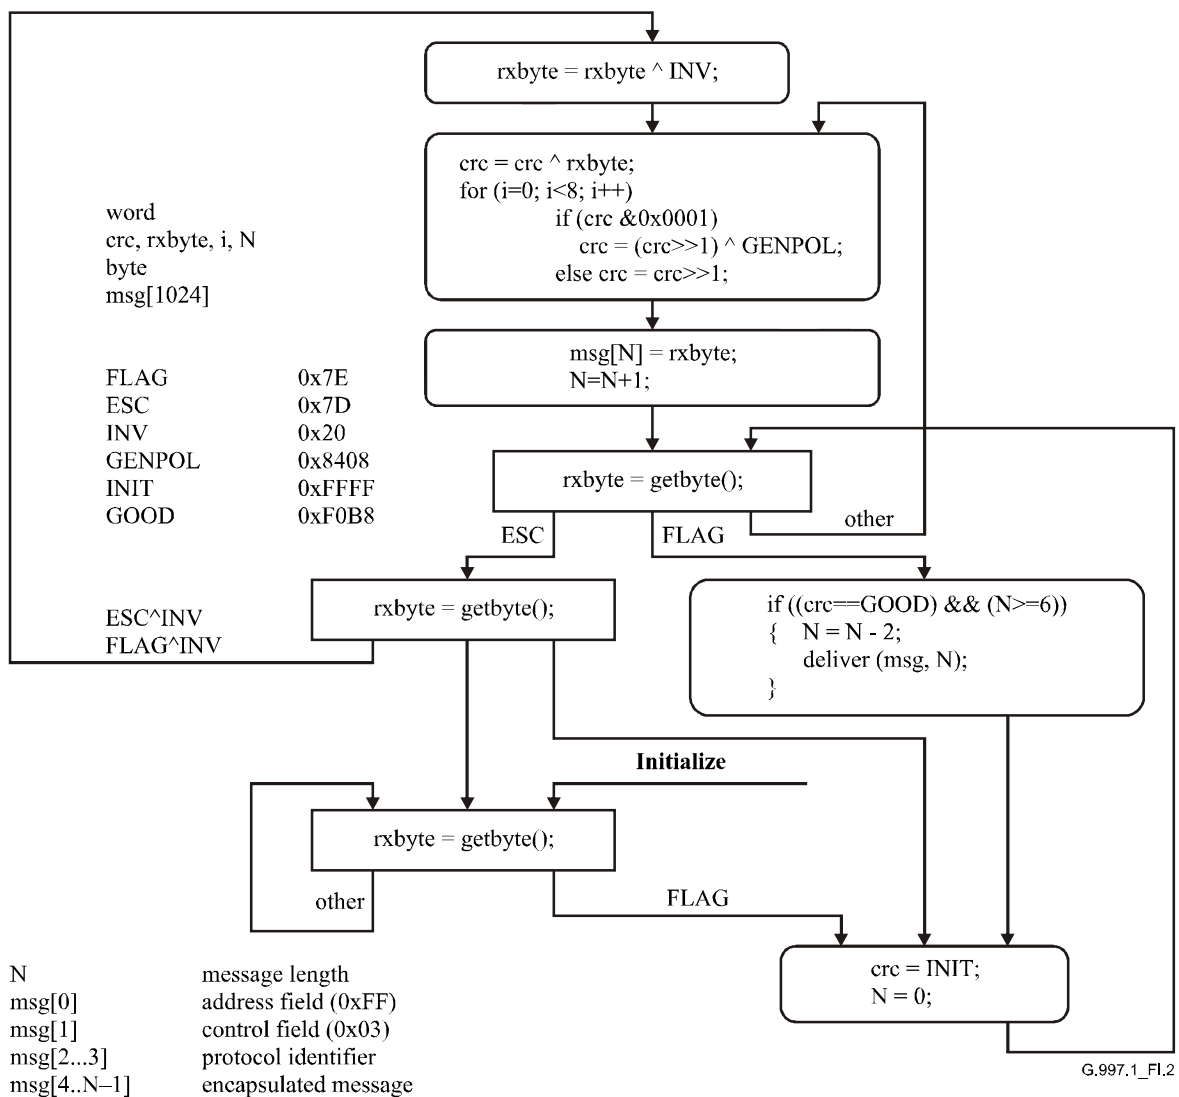 rxbyte = rxbyte ^ INV;
crc = crc ^ rxbyte;
for (i=0; i<8; i++)
if (crc &0x0001)
crc = (crc>>1) ^ GENPOL;
else crc = crc>>1;
word
crc, rxbyte, i, N
byte
msg[1024]
msg[N] = rxbyte;
N=N+1;
FLAG 0x7E
ESC 0x7D
INV 0x20
GENPOL 0x8408
INIT 0xFFFF
GOOD 0xF0B8
rxbyte = getbyte();
ESC FLAG other
rxbyte = getbyte();
ESC^INV
FLAG^INV
if ((crc==GOOD) && (N>=6))
{ N = N - 2;
deliver (msg, N);
}
Initialize
rxbyte = getbyte();
other
FLAG
crc = INIT;
N = 0;
N message length
msg[0] address field (0xFF)
msg[1] control field (0x03)
msg[2...3] protocol identifier
msg[4..N–1] encapsulated message
G.997.1_FI.2